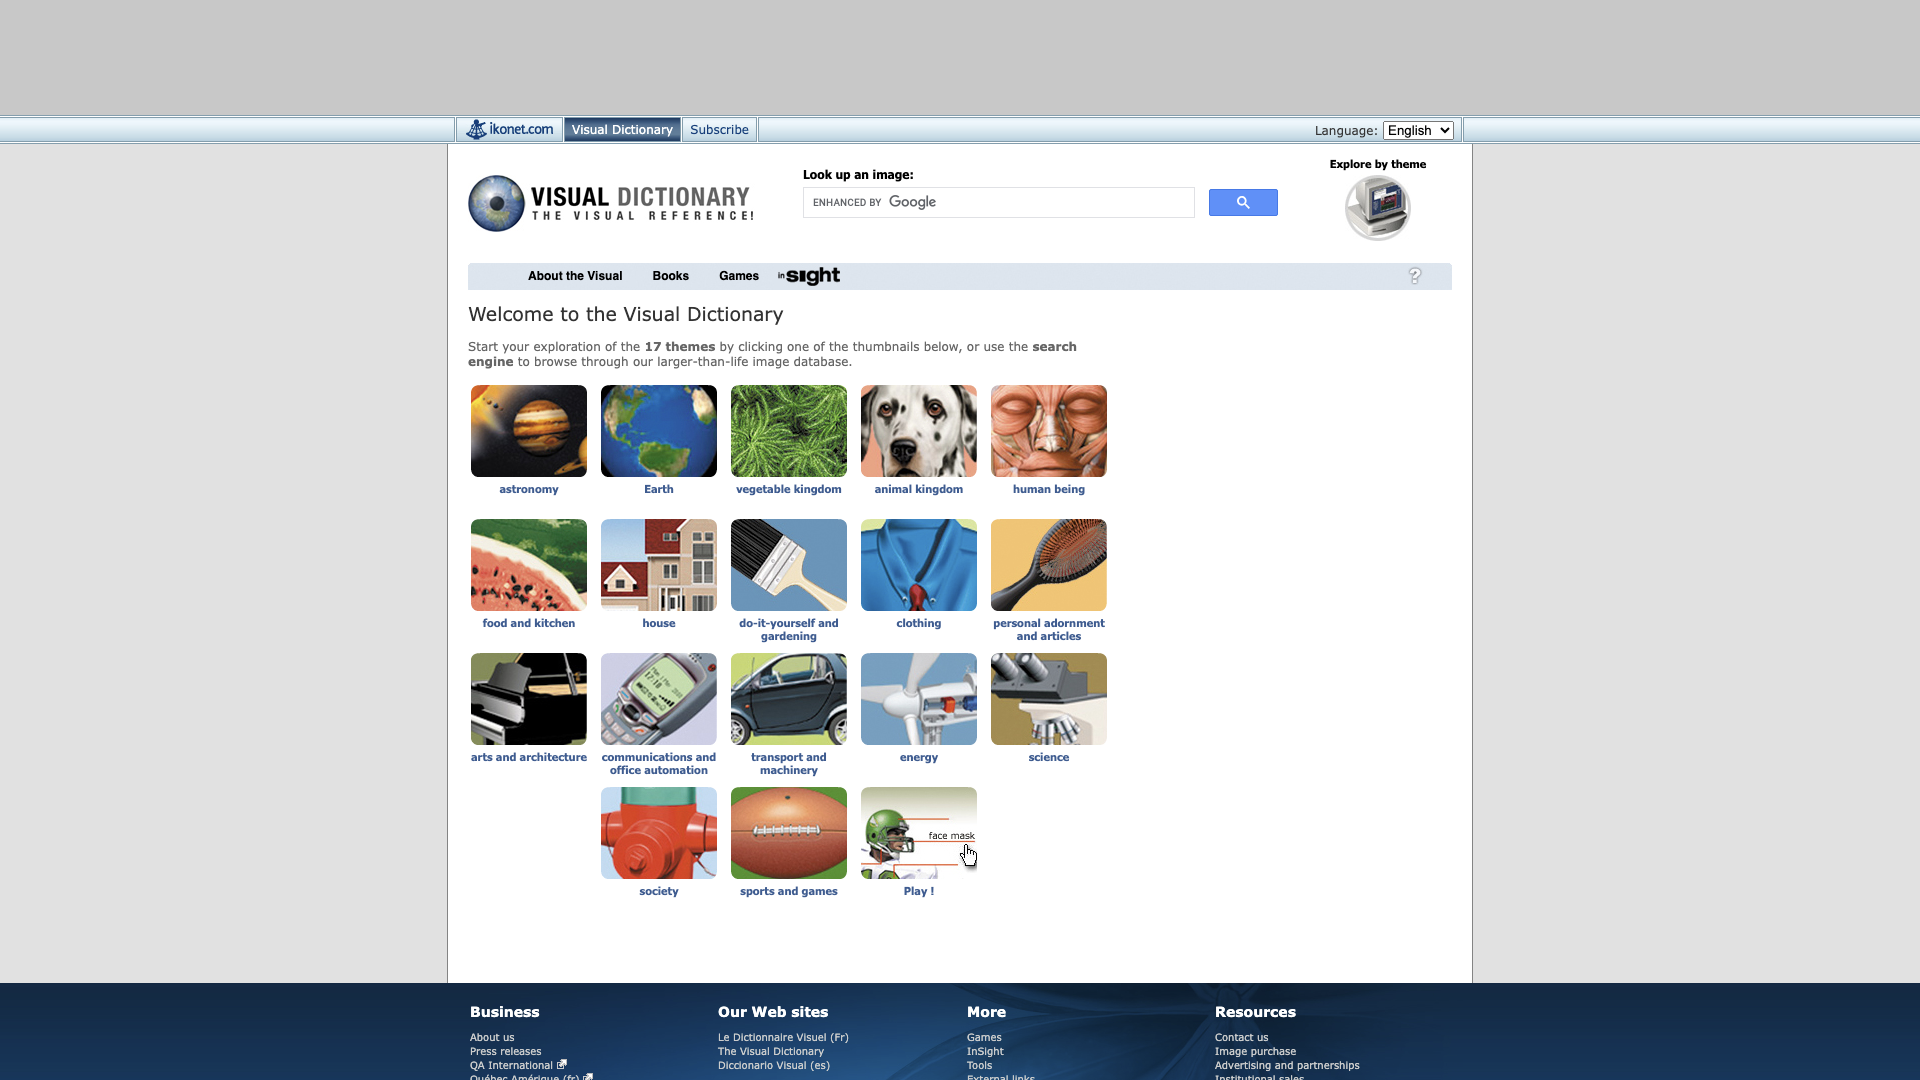 ikonet.com
Visual Dictionary
Subscribe
Language: English
VISUAL DICTIONARY
THE VISUAL REFERENCE!
Look up an image:
ENHANCED BY Google
Explore by theme
About the Visual
Books
Games
in sight
?
Welcome to the Visual Dictionary
Start your exploration of the 17 themes by clicking one of the thumbnails below, or use the search
engine to browse through our larger-than-life image database.
astronomy
Earth
vegetable kingdom
animal kingdom
human being
food and kitchen
house
do-it-yourself and
gardening
clothing
personal adornment
and articles
arts and architecture
communications and
office automation
transport and
machinery
energy
science
face mask
society
sports and games
Play !
Business
About us
Press releases
QA International
Québec Amérique (fr)
Our Web sites
Le Dictionnaire Visuel (Fr)
The Visual Dictionary
Diccionario Visual (es)
More
Games
InSight
Tools
External links
Resources
Contact us
Image purchase
Advertising and partnerships
Institutional sales